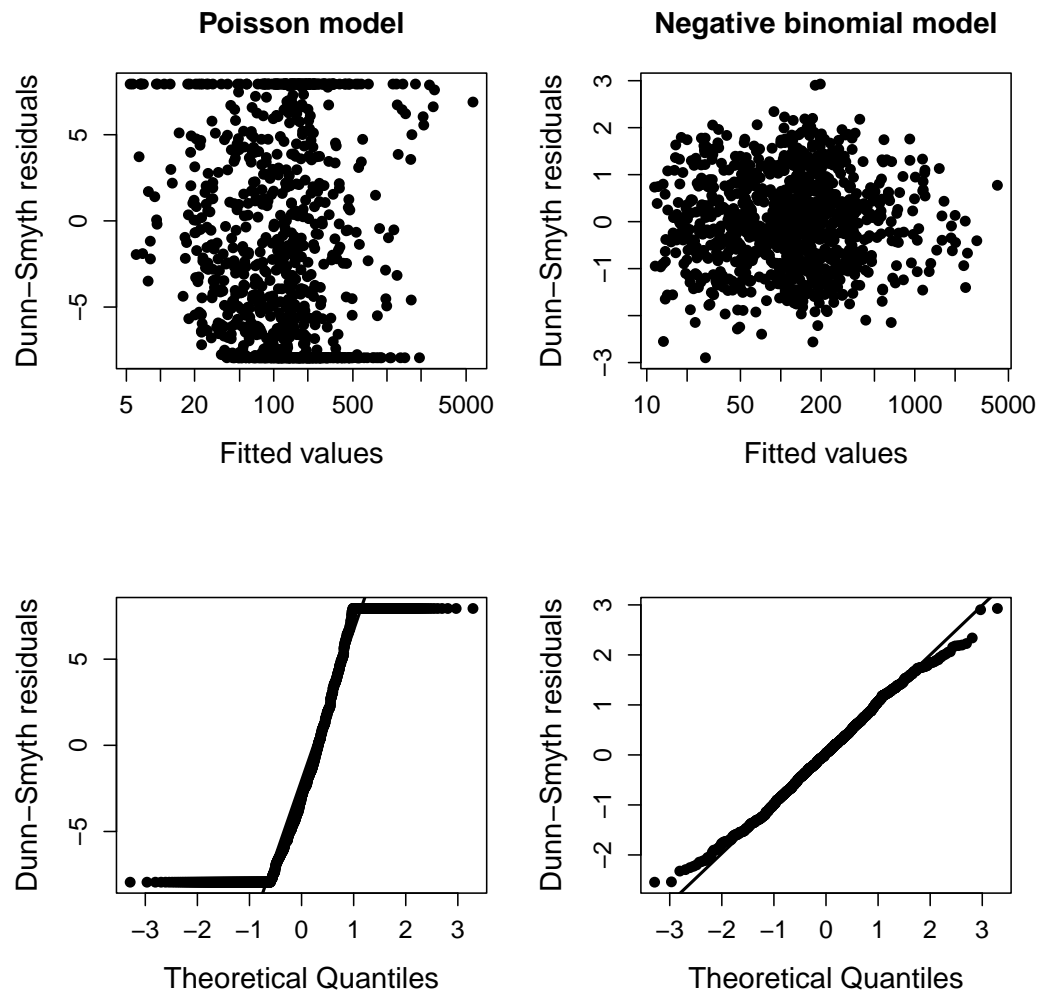 Poisson model
Negative binomial model
Dunn−Smyth residuals
5
0
−5
5 20 100 500 5000
Fitted values
Dunn−Smyth residuals
3
2
1
0
−1
−3
10 50 200 1000 5000
Fitted values
Dunn−Smyth residuals
5
0
−5
−3 −2 −1 0 1 2 3
Theoretical Quantiles
Dunn−Smyth residuals
3
2
1
0
−1
−2
−3 −2 −1 0 1 2 3
Theoretical Quantiles